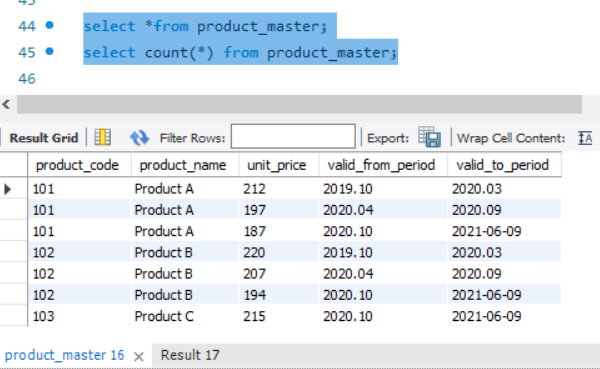 44 select *from product_master;
45 select count(*) from product_master;
46
Result Grid Filter Rows: Export: Wrap Cell Content:
product_code product_name unit_price valid_from_period valid_to_period
101 Product A 212 2019.10 2020.03
101 Product A 197 2020.04 2020.09
101 Product A 187 2020.10 2021-06-09
102 Product B 220 2019.10 2020.03
102 Product B 207 2020.04 2020.09
102 Product B 194 2020.10 2021-06-09
103 Product C 215 2020.10 2021-06-09
product_master 16 × Result 17